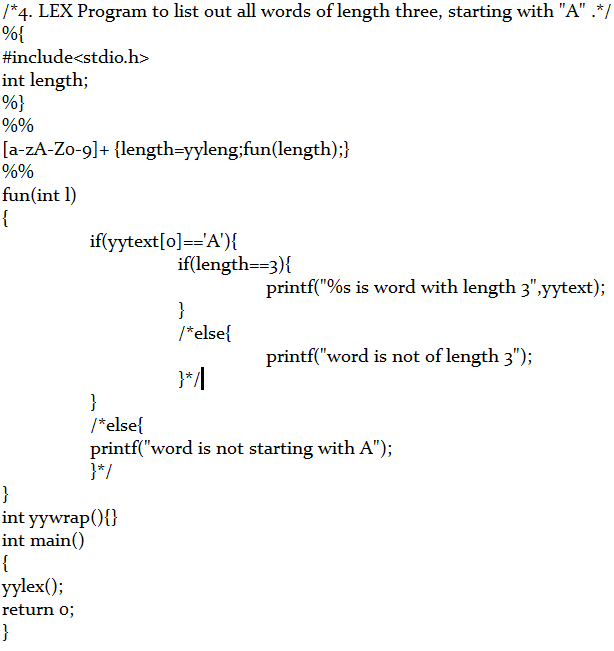 /*4. LEX Program to list out all words of length three, starting with "A" .*/
%{
#include<stdio.h>
int length;
%}
%%
[a-zA-Z0-9]+ {length=yyleng;fun(length);}
%%
fun(int l)
{
if(yytext[0]=='A'){
if(length==3){
printf("%s is word with length 3",yytext);
}
/*else{
printf("word is not of length 3");
}*/
}
/*else{
printf("word is not starting with A");
}*/
}
int yywrap(){}
int main()
{
yylex();
return 0;
}